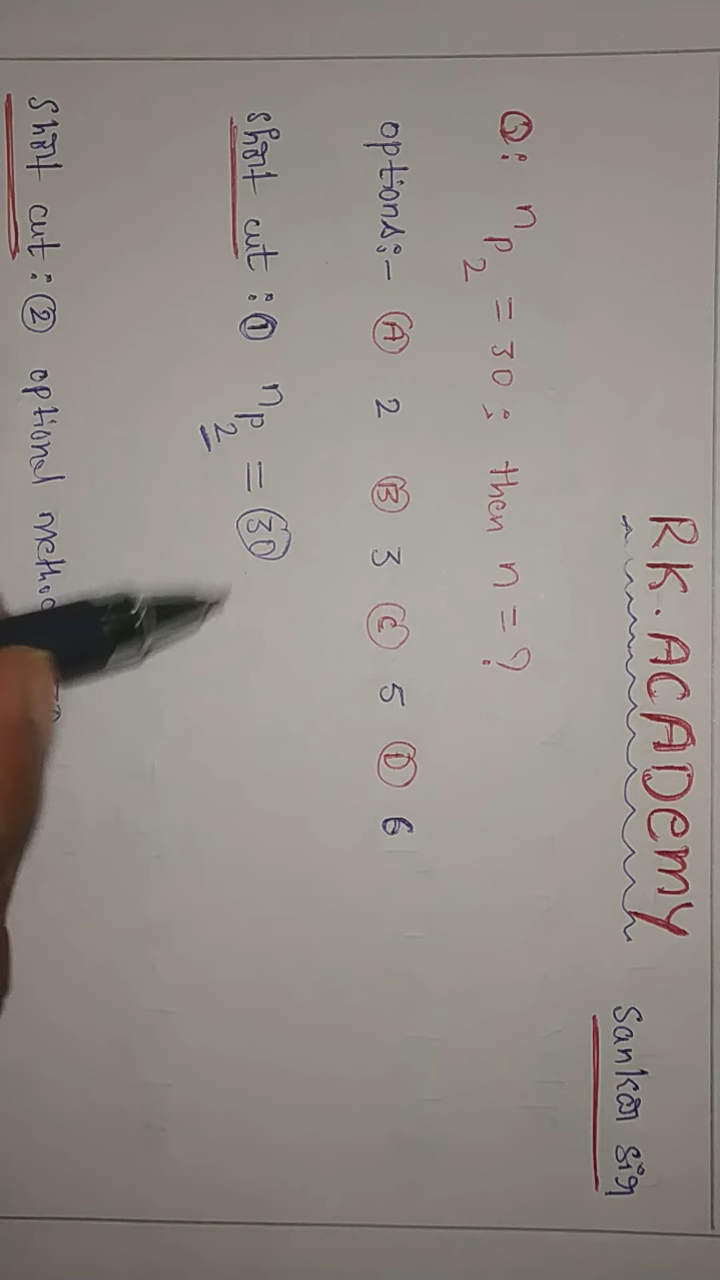 RK. ACADEMY
Sankar sir
Q: nP2 = 30; then n = ?
options:- (A) 2 (B) 3 (C) 5 (D) 6
Short cut : ① nP2 = 30
Short cut : ② optional